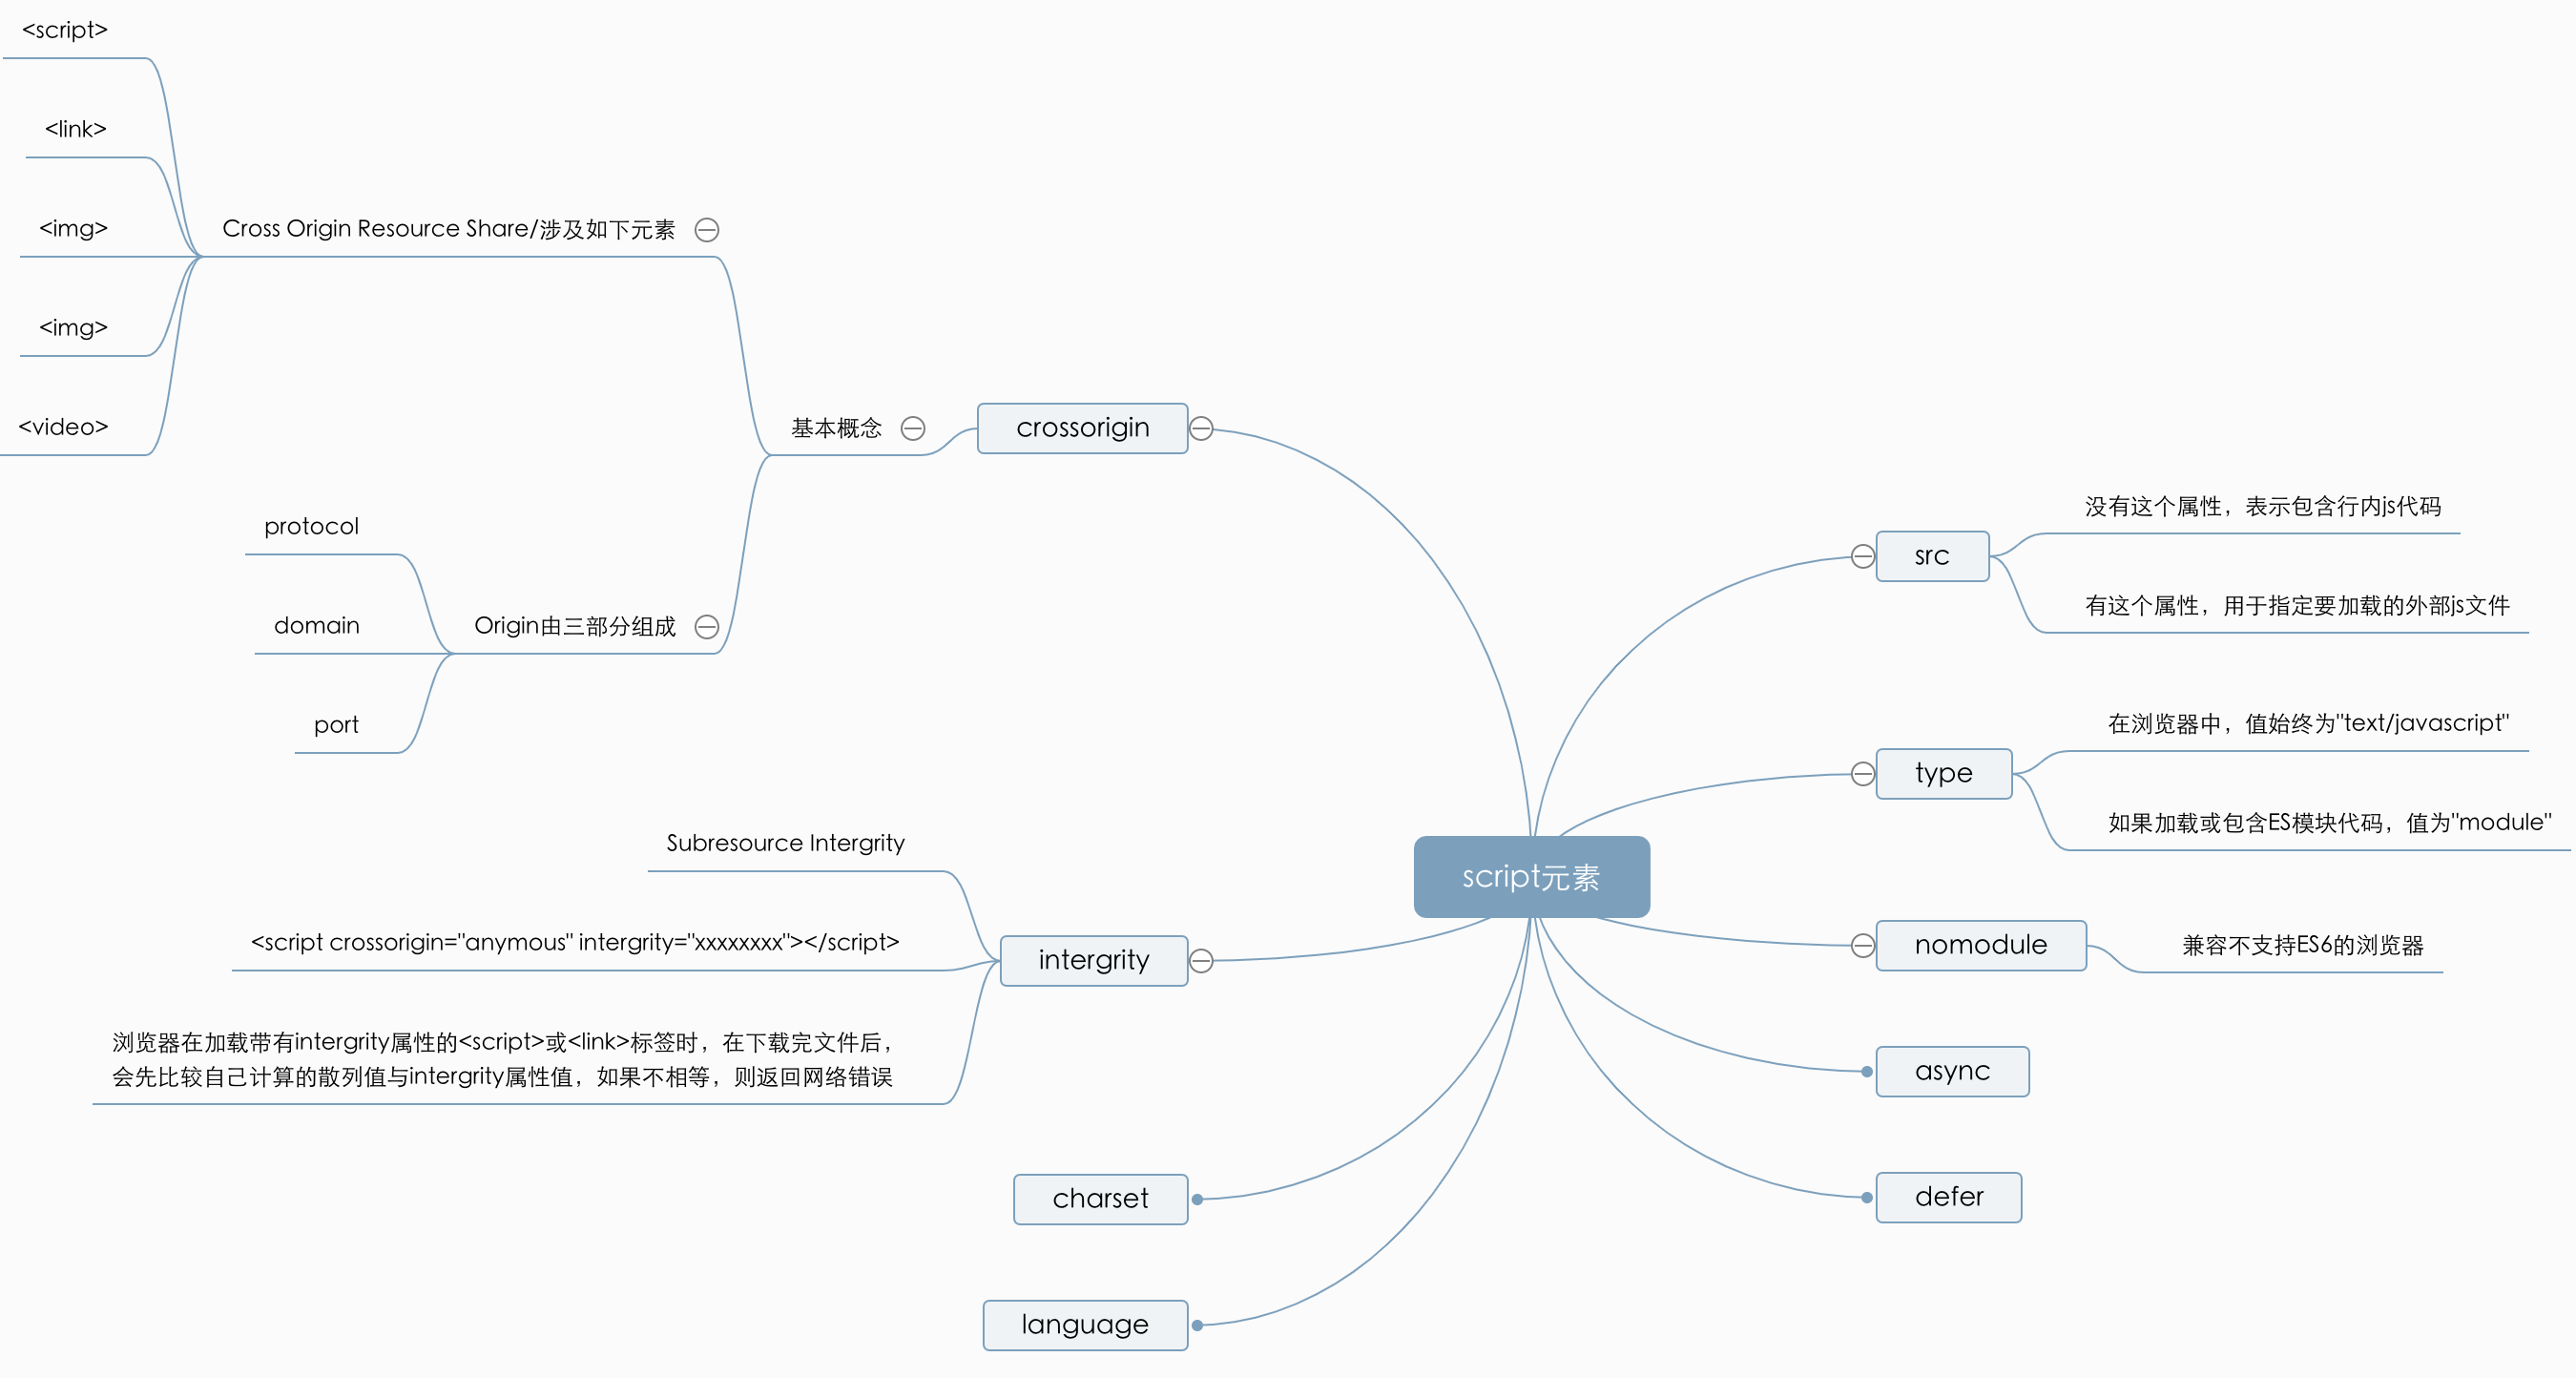 <script>
<link>
<img>
<img>
<video>
Cross Origin Resource Share/涉及如下元素
protocol
domain
port
Origin由三部分组成
基本概念
crossorigin
Subresource Intergrity
<script crossorigin="anymous" intergrity="xxxxxxxx"></script>
浏览器在加载带有intergrity属性的<script>或<link>标签时，在下载完文件后，
会先比较自己计算的散列值与intergrity属性值，如果不相等，则返回网络错误
intergrity
charset
language
script元素
src
没有这个属性，表示包含行内js代码
有这个属性，用于指定要加载的外部js文件
type
在浏览器中，值始终为"text/javascript"
如果加载或包含ES模块代码，值为"module"
nomodule
兼容不支持ES6的浏览器
async
defer